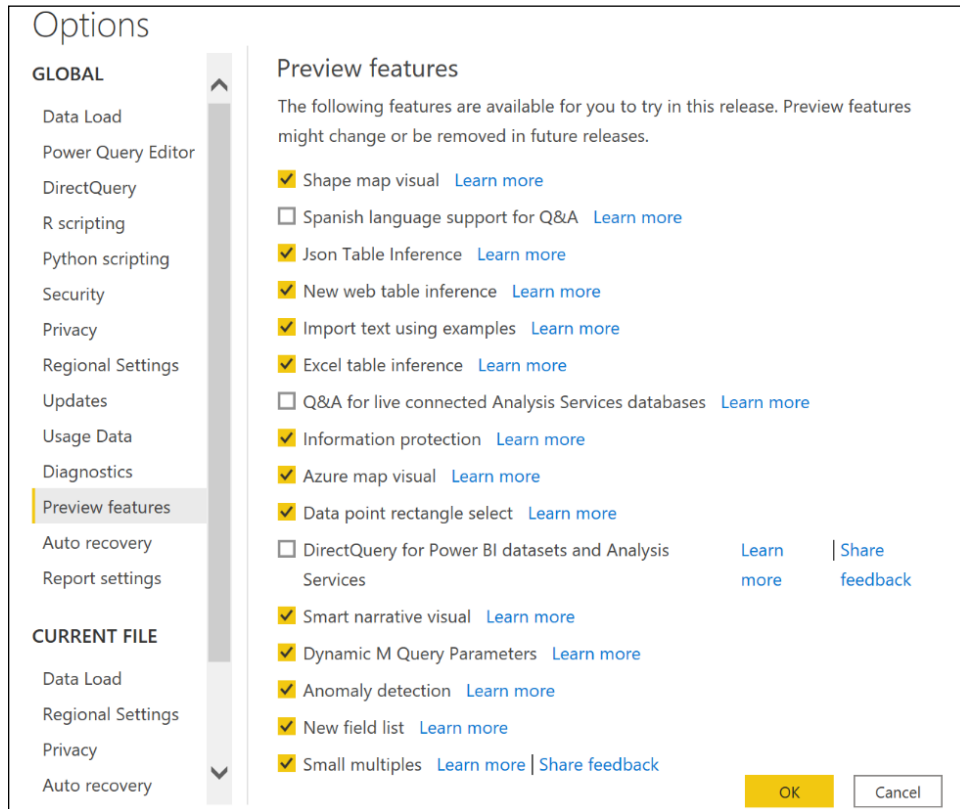 Options
GLOBAL
Data Load
Power Query Editor
DirectQuery
R scripting
Python scripting
Security
Privacy
Regional Settings
Updates
Usage Data
Diagnostics
Preview features
Auto recovery
Report settings
CURRENT FILE
Data Load
Regional Settings
Privacy
Auto recovery
Preview features
The following features are available for you to try in this release. Preview features
might change or be removed in future releases.
Shape map visual Learn more
Spanish language support for Q&A Learn more
Json Table Inference Learn more
New web table inference Learn more
Import text using examples Learn more
Excel table inference Learn more
Q&A for live connected Analysis Services databases Learn more
Information protection Learn more
Azure map visual Learn more
Data point rectangle select Learn more
DirectQuery for Power BI datasets and Analysis Learn | Share
Services more feedback
Smart narrative visual Learn more
Dynamic M Query Parameters Learn more
Anomaly detection Learn more
New field list Learn more
Small multiples Learn more | Share feedback
OK Cancel